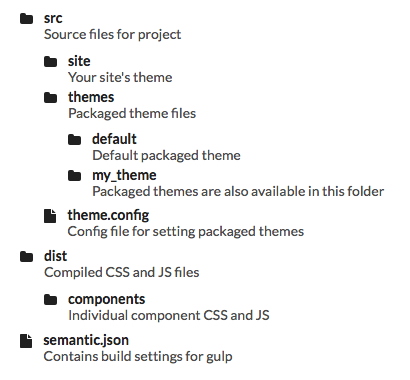 src
Source files for project
site
Your site's theme
themes
Packaged theme files
default
Default packaged theme
my_theme
Packaged themes are also available in this folder
theme.config
Config file for setting packaged themes
dist
Compiled CSS and JS files
components
Individual component CSS and JS
semantic.json
Contains build settings for gulp